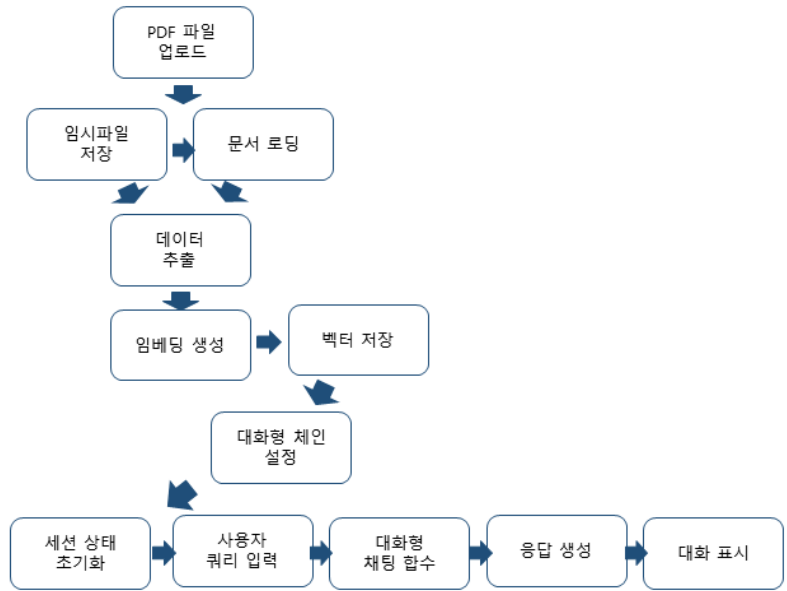 PDF 파일
업로드
임시파일
저장
문서 로딩
데이터
추출
임베딩 생성
벡터 저장
대화형 체인
설정
세션 상태
초기화
사용자
쿼리 입력
대화형
채팅 합수
응답 생성
대화 표시